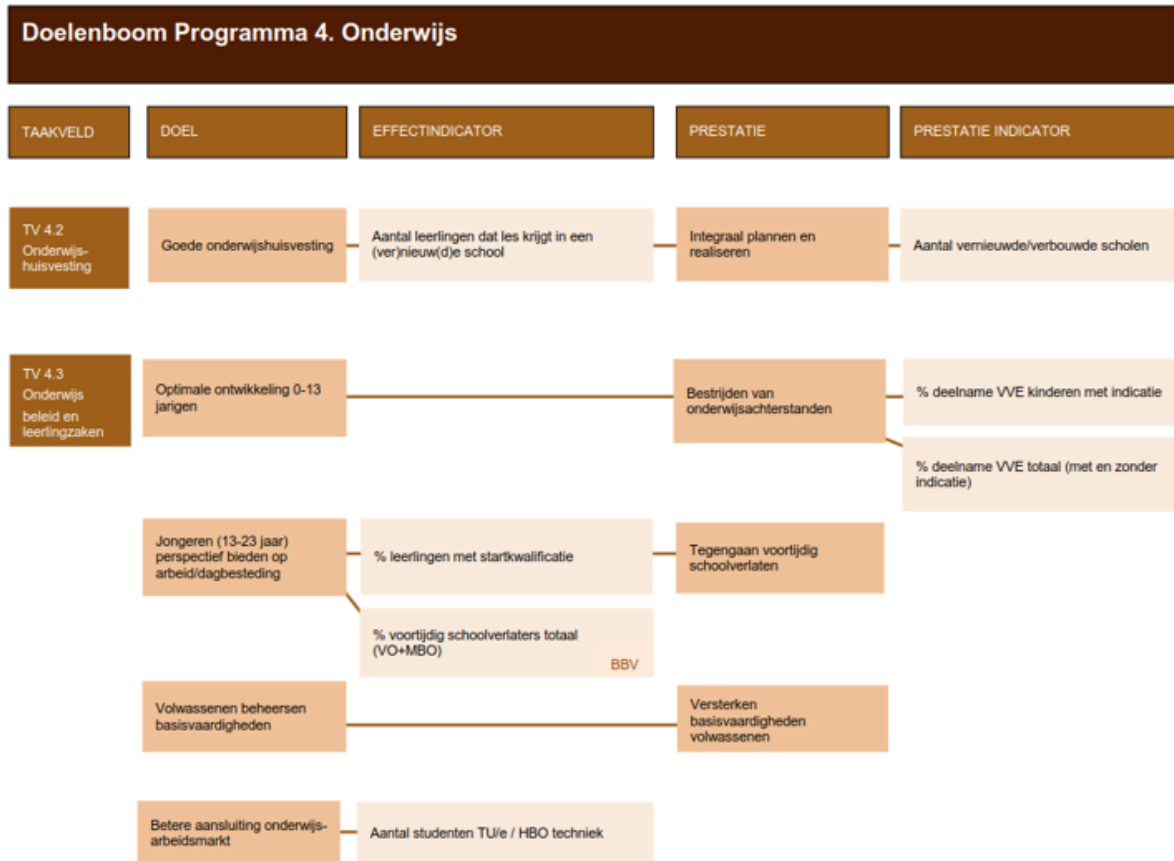 Doelenboom Programma 4. Onderwijs
TAAKVELD
DOEL
EFFECTINDICATOR
PRESTATIE
PRESTATIE INDICATOR
TV 4.2
Onderwijs-
huisvesting
Goede onderwijshuisvesting
Aantal leerlingen dat les krijgt in een
(ver)nieuw(d)e school
Integraal plannen en
realiseren
Aantal vernieuwde/verbouwde scholen
TV 4.3
Onderwijs
beleid en
leerlingzaken
Optimale ontwikkeling 0-13
jarigen
Bestrijden van
onderwijsachterstanden
% deelname VVE kinderen met indicatie
% deelname VVE totaal (met en zonder
indicatie)
Jongeren (13-23 jaar)
perspectief bieden op
arbeid/dagbesteding
% leerlingen met startkwalificatie
Tegengaan voortijdig
schoolverlaten
% voortijdig schoolverlaters totaal
(VO+MBO)
BBV
Volwassenen beheersen
basisvaardigheden
Versterken
basisvaardigheden
volwassenen
Betere aansluiting onderwijs-
arbeidsmarkt
Aantal studenten TU/e / HBO techniek